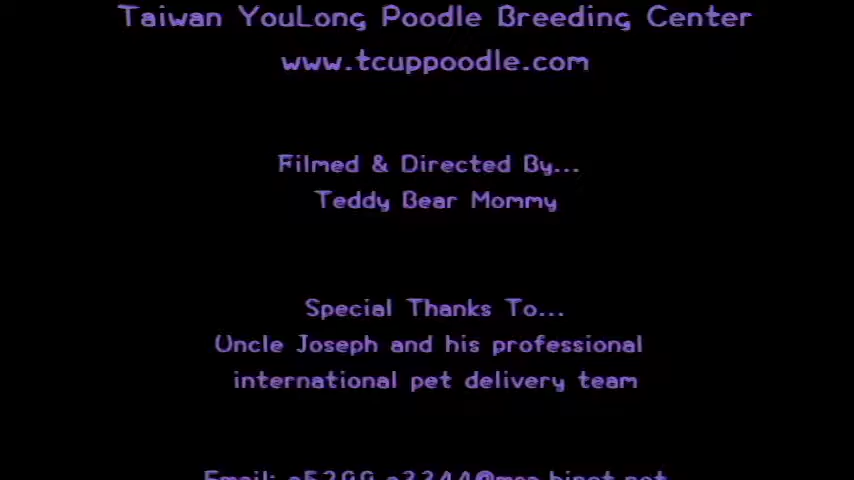 Taiwan YouLong Poodle Breeding Center
www.tcuppoodle.com
Filmed & Directed By...
Teddy Bear Mommy
Special Thanks To...
Uncle Joseph and his professional
international pet delivery team
Email: